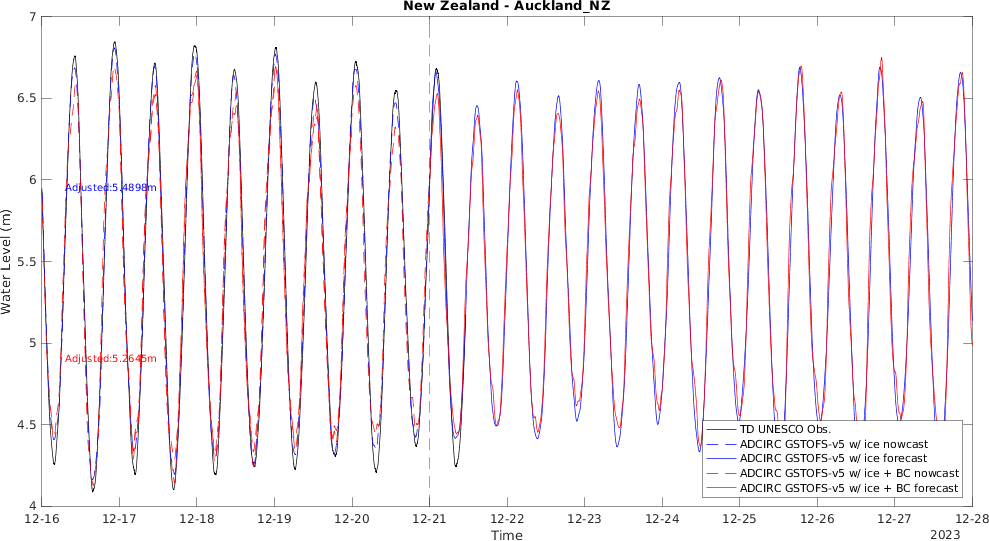 New Zealand - Auckland_NZ
7
6.5
6
5.5
5
4.5
4
Water Level (m)
Adjusted:5.4898m
Adjusted:5.2645m
TD UNESCO Obs.
ADCIRC GSTOFS-v5 w/ ice nowcast
ADCIRC GSTOFS-v5 w/ ice forecast
ADCIRC GSTOFS-v5 w/ ice + BC nowcast
ADCIRC GSTOFS-v5 w/ ice + BC forecast
12-16 12-17 12-18 12-19 12-20 12-21 12-22 12-23 12-24 12-25 12-26 12-27 12-28
Time
2023